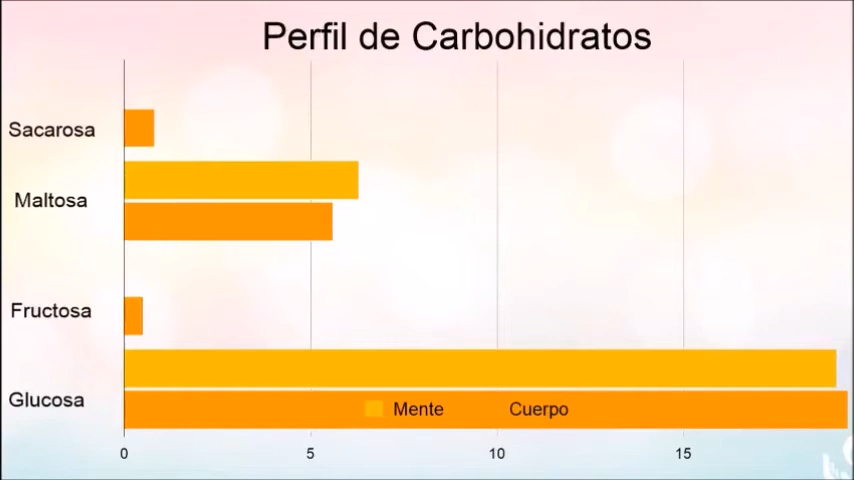 Perfil de Carbohidratos
Sacarosa
Maltosa
Fructosa
Glucosa
Mente Cuerpo
0 5 10 15